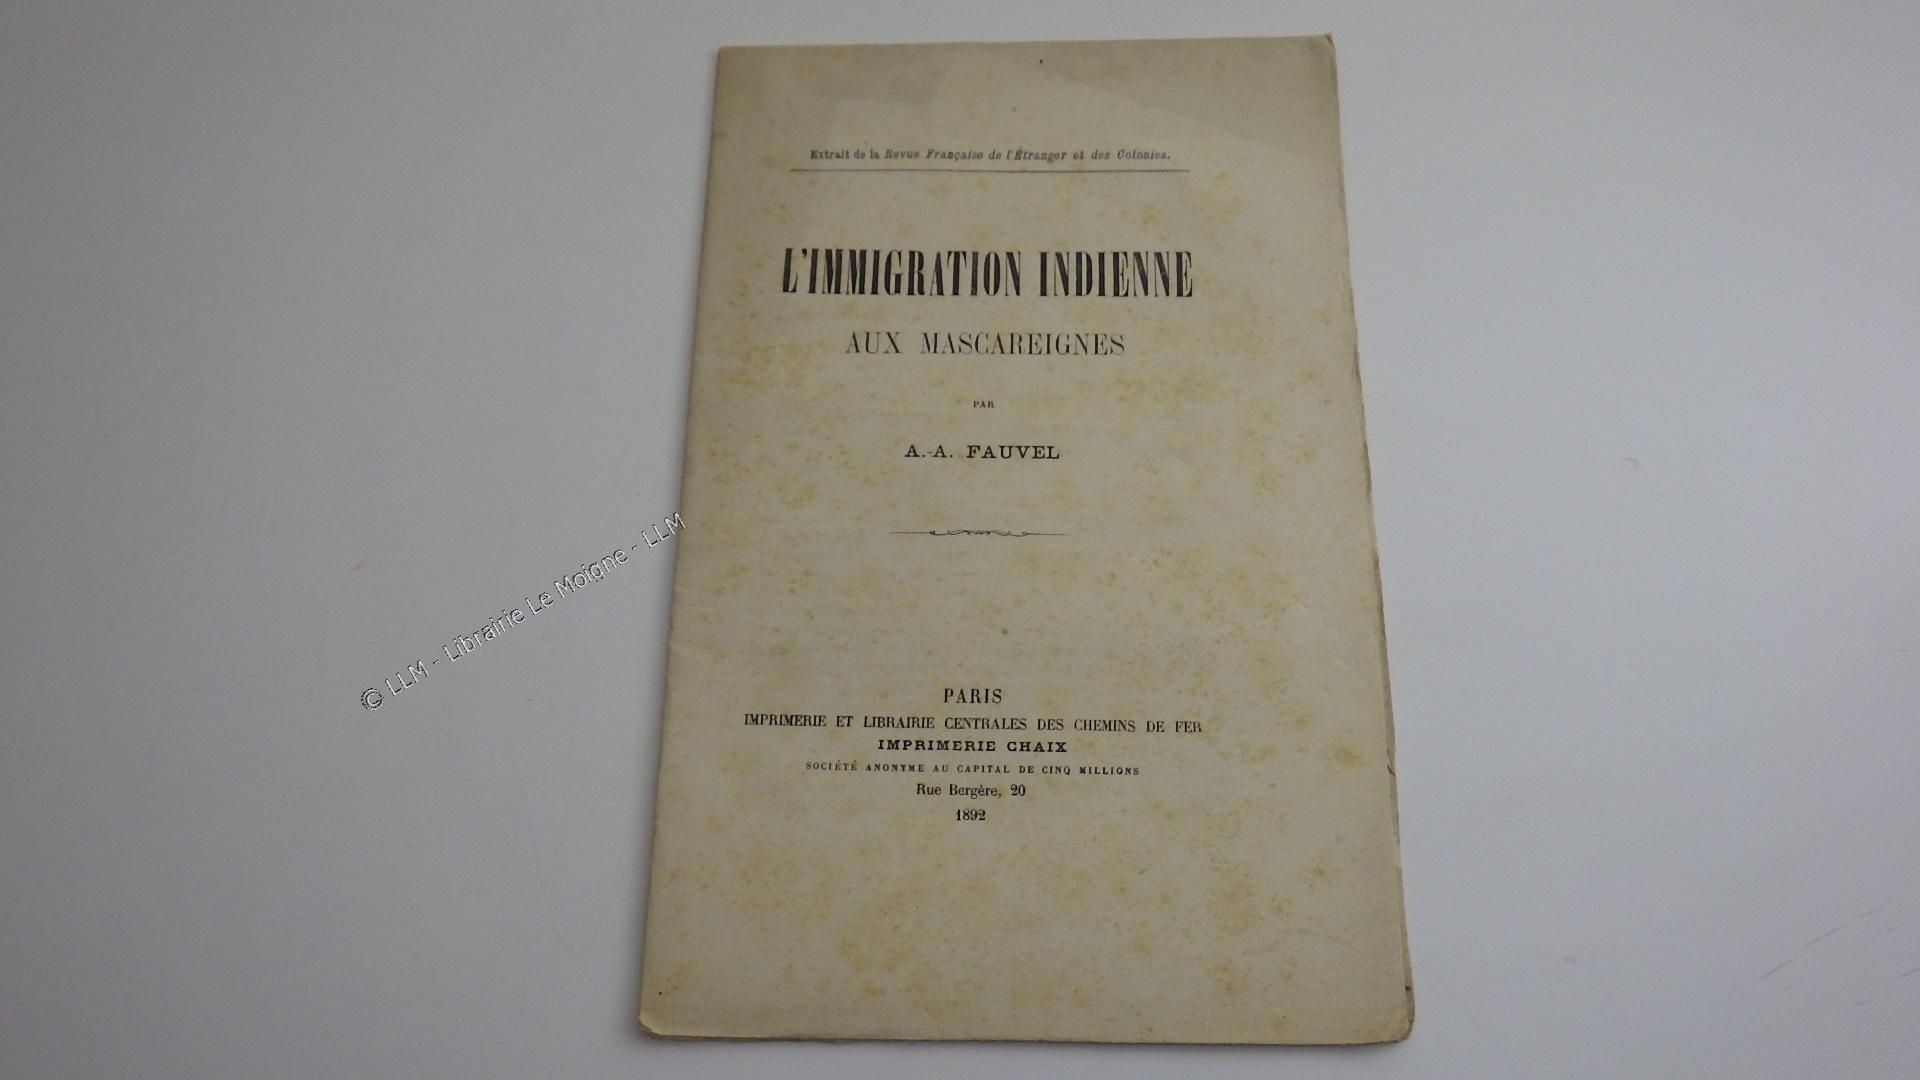 Extrait de la Revue Française de l'Étranger et des Colonies.
L'IMMIGRATION INDIENNE
AUX MASCAREIGNES
PAR
A.-A. FAUVEL
PARIS
IMPRIMERIE ET LIBRAIRIE CENTRALES DES CHEMINS DE FER
IMPRIMERIE CHAIX
SOCIÉTÉ ANONYME AU CAPITAL DE CINQ MILLIONS
Rue Bergère, 20
1892
© LLM - Librairie Le Moigne - LLM